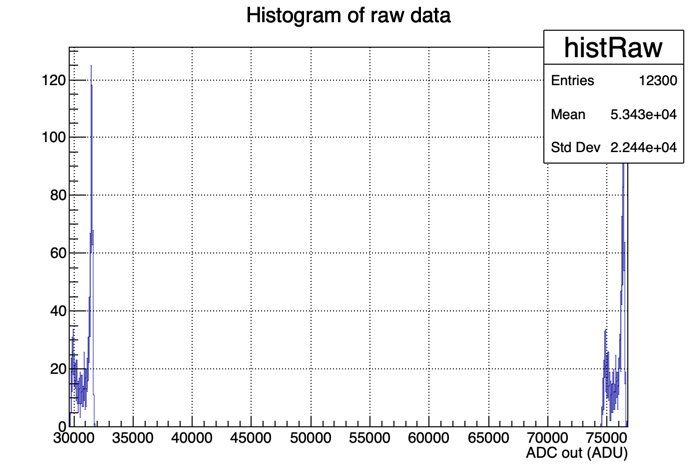 Histogram of raw data
histRaw
Entries 12300
Mean 5.343e+04
Std Dev 2.244e+04
120
100
80
60
40
20
0
30000 35000 40000 45000 50000 55000 60000 65000 70000 75000
ADC out (ADU)